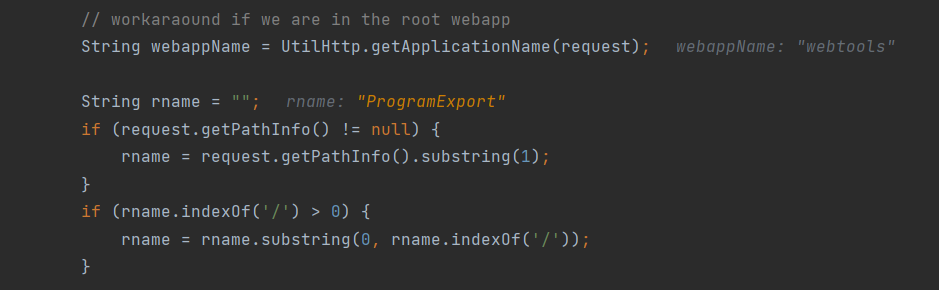 // workaraound if we are in the root webapp
String webappName = UtilHttp.getApplicationName(request);   webappName: "webtools"
String rname = "";   rname: "ProgramExport"
if (request.getPathInfo() != null) {
    rname = request.getPathInfo().substring(1);
}
if (rname.indexOf('/') > 0) {
    rname = rname.substring(0, rname.indexOf('/'));
}